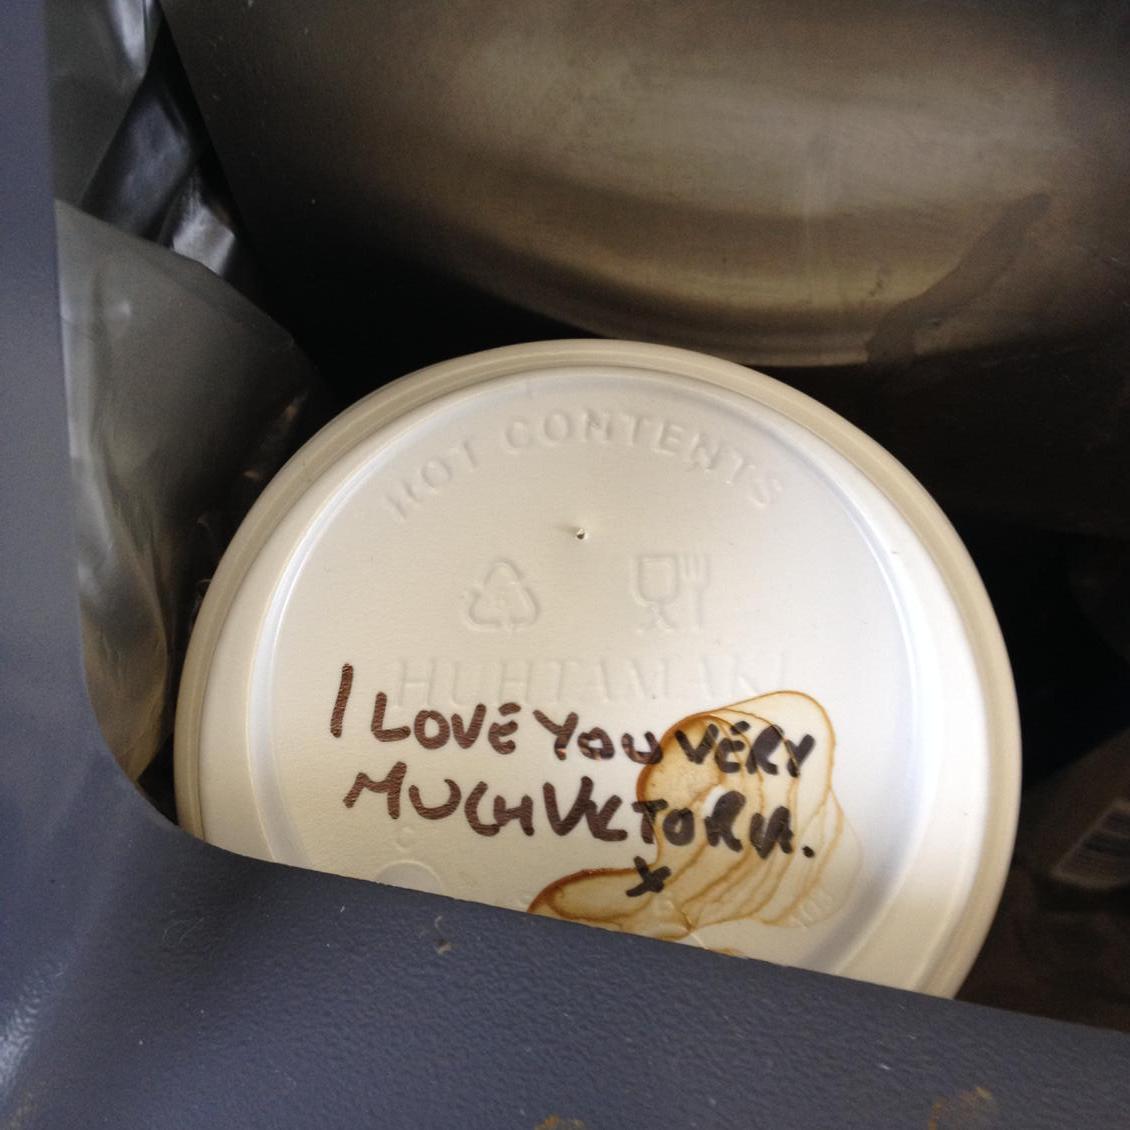 HOT CONTENTS
HUHTAMAKI
I LOVE YOU VERY
MUCH VICTORIA.
x